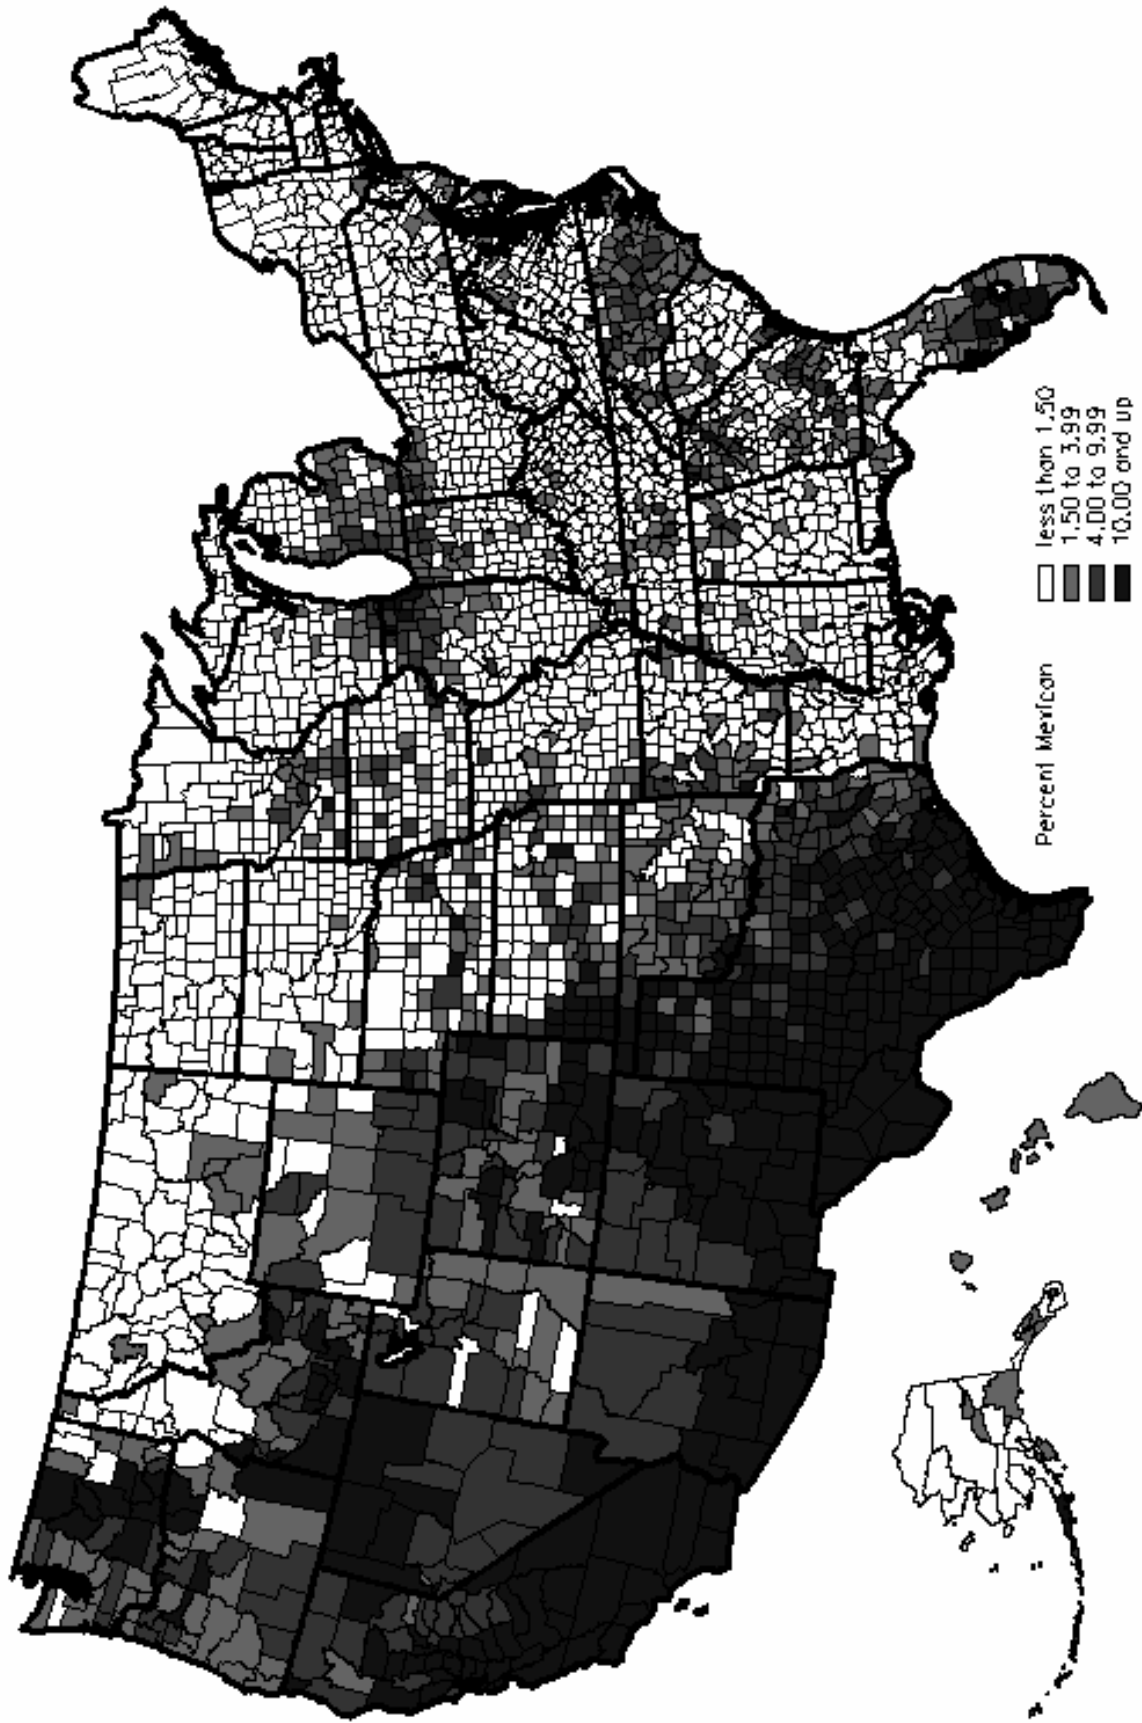 Percent Mexican
less than 1.50
1.50 to 3.99
4.00 to 9.99
10.00 and up